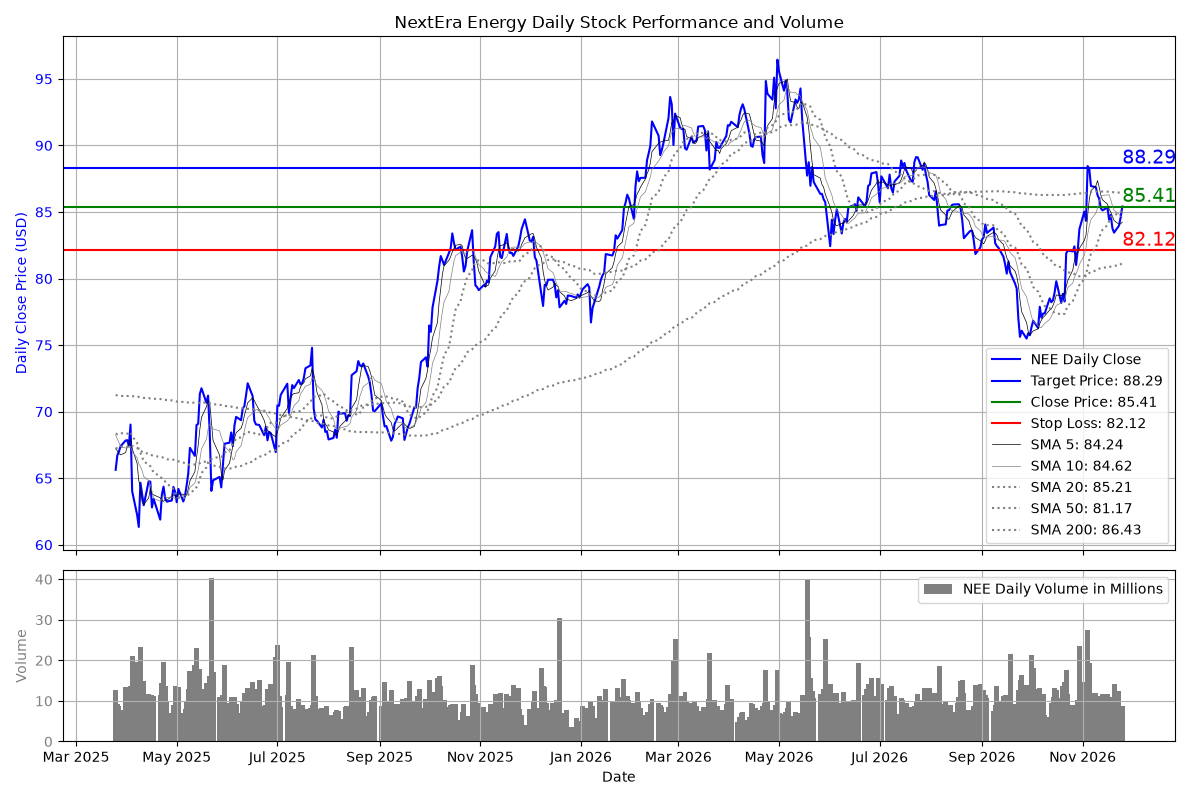 NextEra Energy Daily Stock Performance and Volume
Daily Close Price (USD)
95
90
85
80
75
70
65
60
88.29
85.41
82.12
NEE Daily Close
Target Price: 88.29
Close Price: 85.41
Stop Loss: 82.12
SMA 5: 84.24
SMA 10: 84.62
SMA 20: 85.21
SMA 50: 81.17
SMA 200: 86.43
Volume
40
30
20
10
0
NEE Daily Volume in Millions
Mar 2025 May 2025 Jul 2025 Sep 2025 Nov 2025 Jan 2026 Mar 2026 May 2026 Jul 2026 Sep 2026 Nov 2026
Date